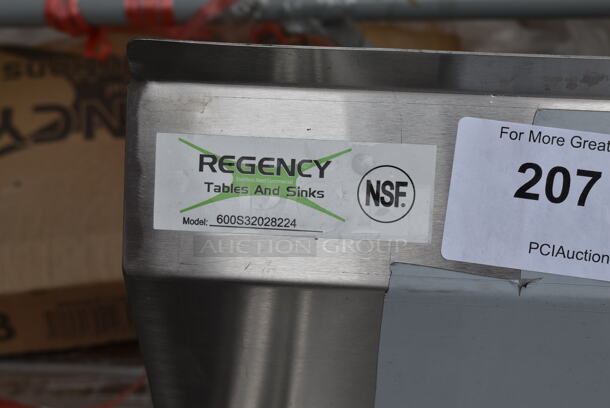 REGENCY
Tables And Sinks
Model: 600S32028224
NSF.
For More Great
207
PCIAuction
AUCTION GROUP